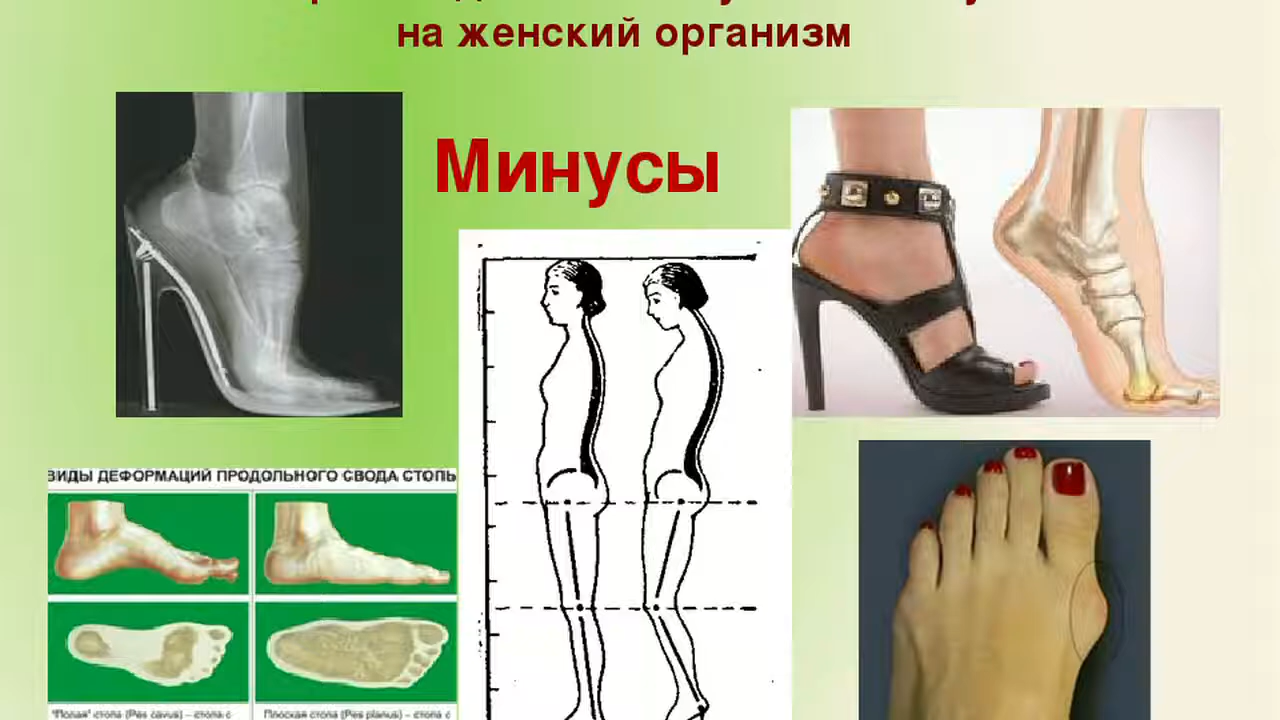 на женский организм
Минусы
ВИДЫ ДЕФОРМАЦИЙ ПРОДОЛЬНОГО СВОДА СТОПЫ
"Полая" стопа (Pes cavus) – стопа с
Плоская стопа (Pes planus) – стопа с